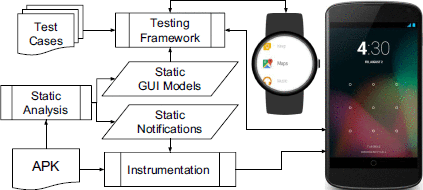 Test
Cases
Testing
Framework
Static
GUI Models
Static
Analysis
Static
Notifications
APK
Instrumentation
Maps
4:30